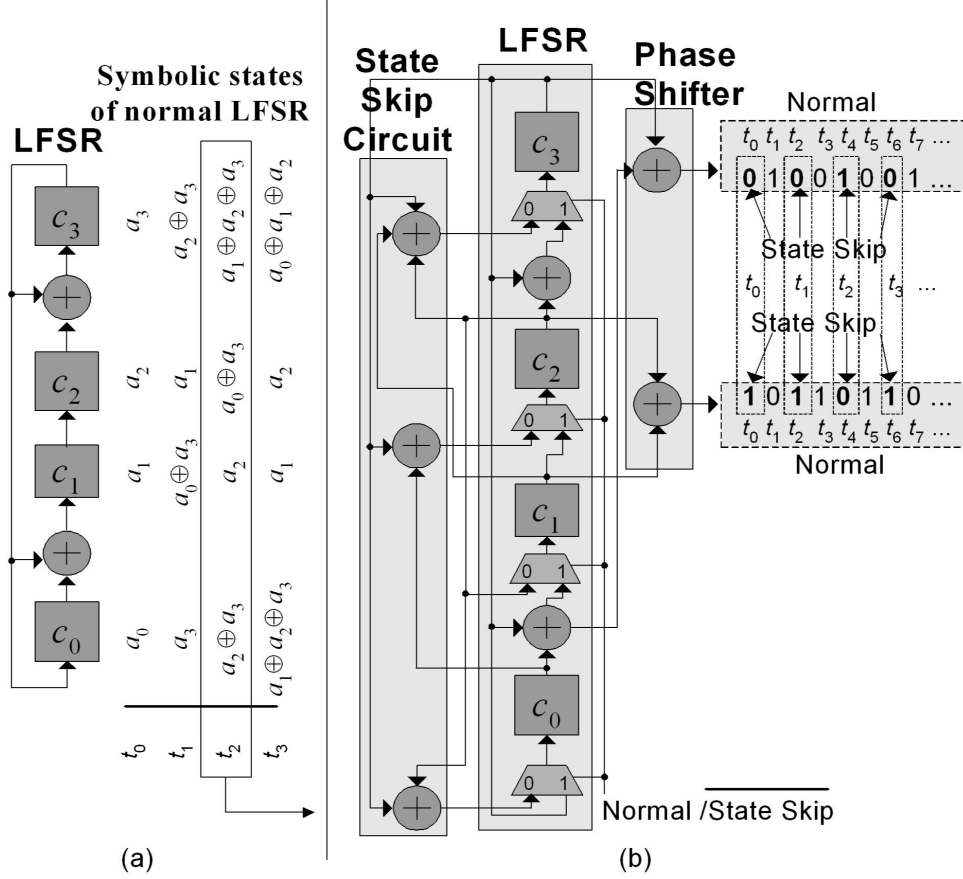 Symbolic states
of normal LFSR
LFSR
c₃ a₃ a₂⊕a₃ a₁⊕a₂⊕a₃ a₀⊕a₁⊕a₂
+
c₂ a₂ a₁ a₀⊕a₃ a₂
c₁ a₁ a₀⊕a₃ a₂ a₁
+
c₀ a₀ a₃ a₂⊕a₃ a₁⊕a₂⊕a₃
t₀ t₁ t₂ t₃
(a)
State
Skip
Circuit
LFSR
Phase
Shifter
c₃
0 1
+
+
c₂
0 1
+
c₁
0 1
+
c₀
0 1
+
+
+
Normal
t₀ t₁ t₂ t₃ t₄ t₅ t₆ t₇ ...
0 1 0 0 1 0 0 1 ...
State Skip
t₀ t₁ t₂ t₃ ...
State Skip
1 0 1 1 0 1 1 0 ...
t₀ t₁ t₂ t₃ t₄ t₅ t₆ t₇ ...
Normal
Normal /State Skip
(b)